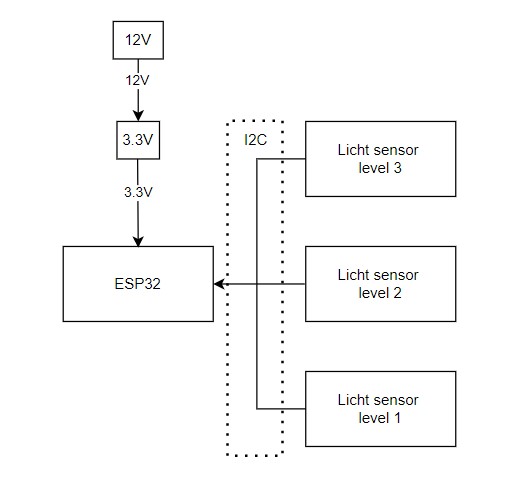 12V
12V
3.3V
3.3V
ESP32
I2C
Licht sensor
level 3
Licht sensor
level 2
Licht sensor
level 1